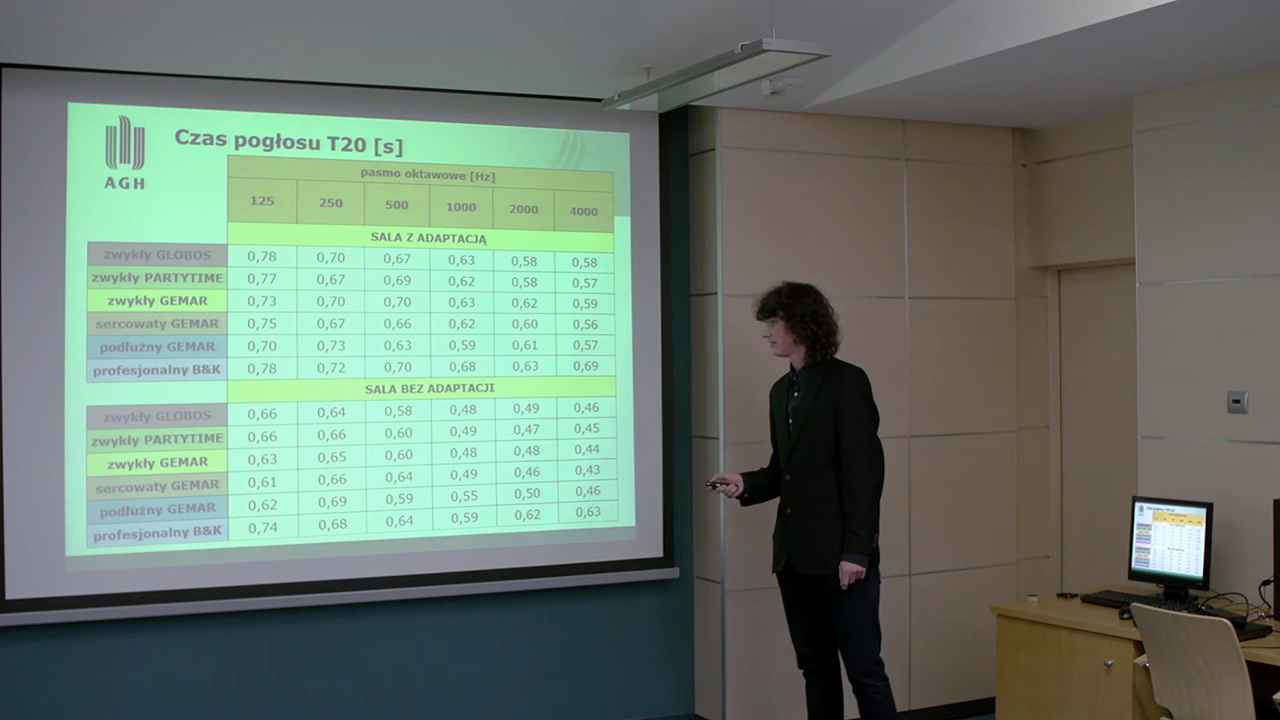 Czas pogłosu T20 [s]
AGH
pasmo oktawowe [Hz]
125 250 500 1000 2000 4000
SALA Z ADAPTACJĄ
zwykły GLOBOS 0,78 0,70 0,67 0,63 0,58 0,58
zwykły PARTYTIME 0,77 0,67 0,69 0,62 0,58 0,57
zwykły GEMAR 0,73 0,70 0,70 0,63 0,62 0,59
sercowaty GEMAR 0,75 0,67 0,66 0,62 0,60 0,56
podłużny GEMAR 0,70 0,73 0,63 0,59 0,61 0,57
profesjonalny B&K 0,78 0,72 0,70 0,68 0,63 0,69
SALA BEZ ADAPTACJI
zwykły GLOBOS 0,66 0,64 0,58 0,48 0,49 0,46
zwykły PARTYTIME 0,66 0,66 0,60 0,49 0,47 0,45
zwykły GEMAR 0,63 0,65 0,60 0,48 0,48 0,44
sercowaty GEMAR 0,61 0,66 0,64 0,49 0,46 0,43
podłużny GEMAR 0,62 0,69 0,59 0,55 0,50 0,46
profesjonalny B&K 0,74 0,68 0,64 0,59 0,62 0,63
Czas pogłosu T20 [s]